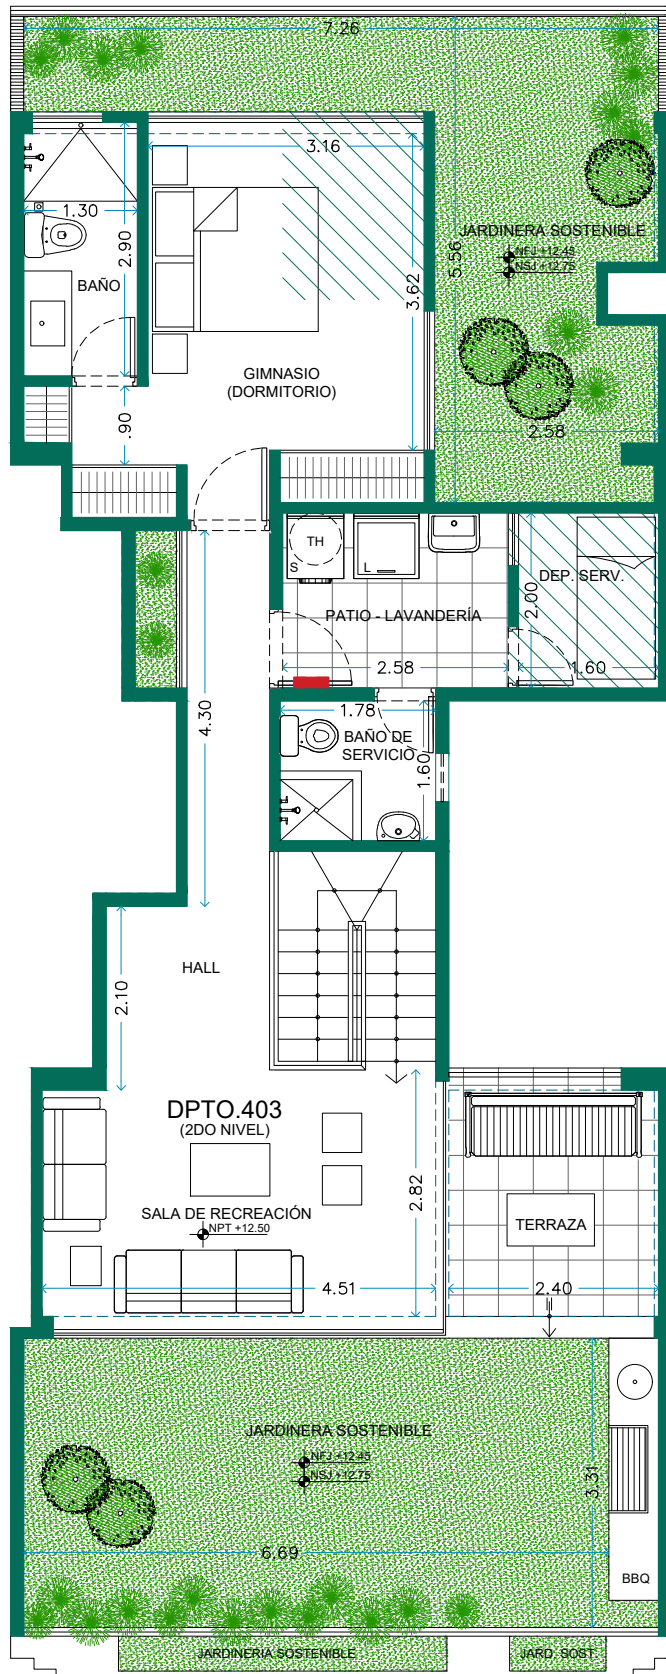 7.26
3.16
1.30
2.90
BAÑO
JARDINERA SOSTENIBLE
5.56
NFJ +12.45
NSJ +12.75
3.62
GIMNASIO
(DORMITORIO)
.90
2.58
TH
S
L
DEP. SERV.
PATIO - LAVANDERÍA
2.00
2.58
1.60
4.30
1.78
BAÑO DE
SERVICIO
1.60
HALL
2.10
DPTO.403
(2DO NIVEL)
2.82
SALA DE RECREACIÓN
NPT +12.50
TERRAZA
4.51
2.40
JARDINERA SOSTENIBLE
NFJ +12.45
NSJ +12.75
3.31
6.69
BBQ
JARDINERIA SOSTENIBLE
JARD. SOST.